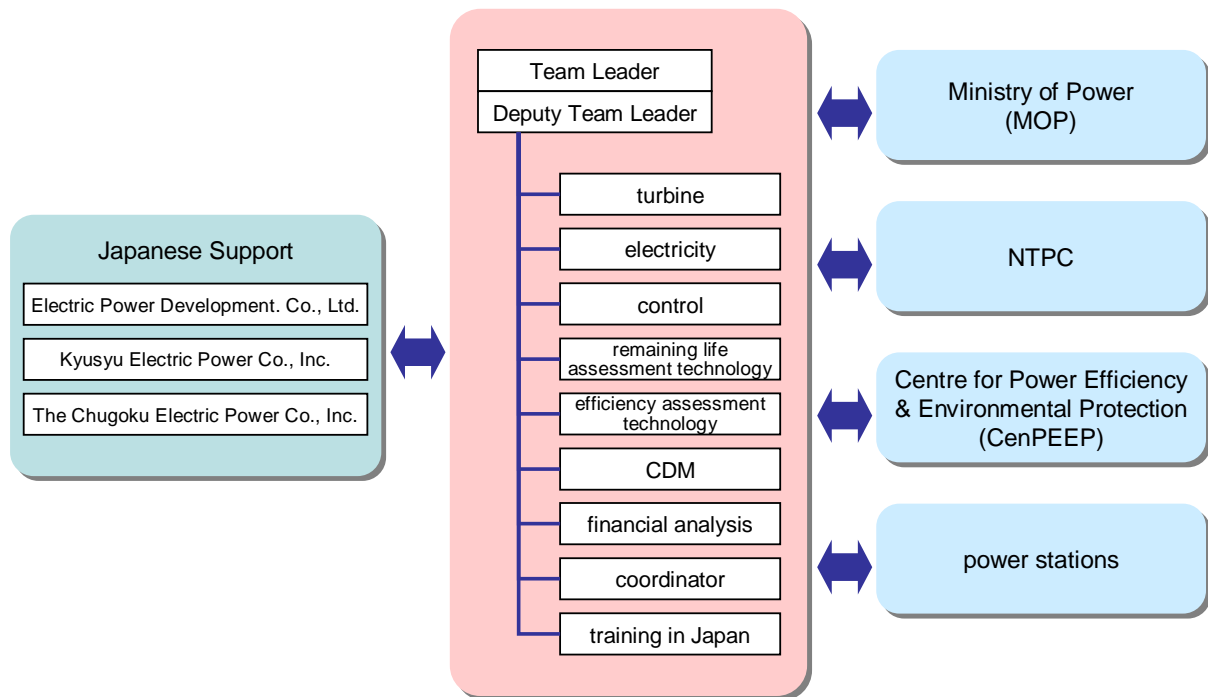 Japanese Support
Electric Power Development. Co., Ltd.
Kyusyu Electric Power Co., Inc.
The Chugoku Electric Power Co., Inc.
Team Leader
Deputy Team Leader
turbine
electricity
control
remaining life
assessment technology
efficiency assessment
technology
CDM
financial analysis
coordinator
training in Japan
Ministry of Power
(MOP)
NTPC
Centre for Power Efficiency
& Environmental Protection
(CenPEEP)
power stations